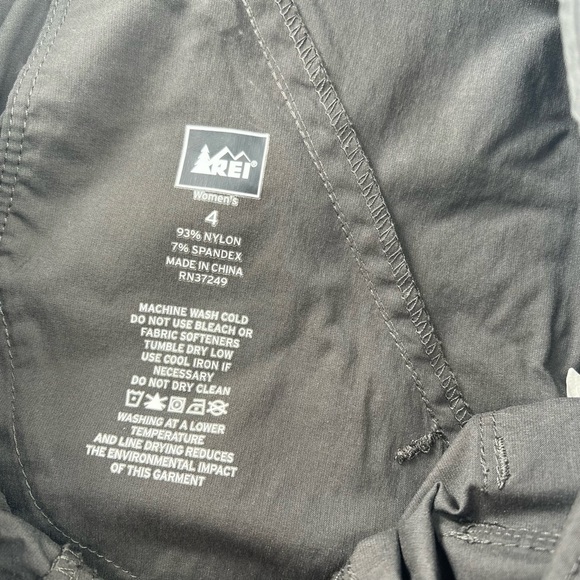 REI®
Women's
4
93% NYLON
7% SPANDEX
MADE IN CHINA
RN37249
MACHINE WASH COLD
DO NOT USE BLEACH OR
FABRIC SOFTENERS
TUMBLE DRY LOW
USE COOL IRON IF
NECESSARY
DO NOT DRY CLEAN
WASHING AT A LOWER
TEMPERATURE
AND LINE DRYING REDUCES
THE ENVIRONMENTAL IMPACT
OF THIS GARMENT